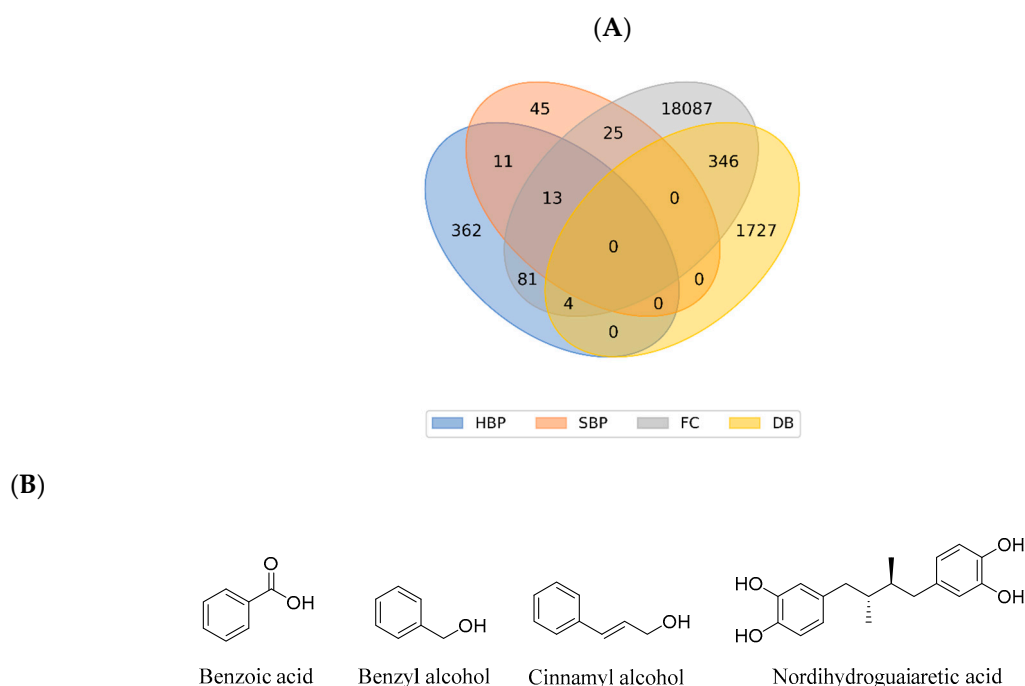 (A)
45
18087
25
11
346
13
0
362
1727
0
81
0
4
0
0
HBP SBP FC DB
(B)
O
OH
OH
OH
HO
HO
OH
OH
Benzoic acid Benzyl alcohol Cinnamyl alcohol Nordihydroguaiaretic acid